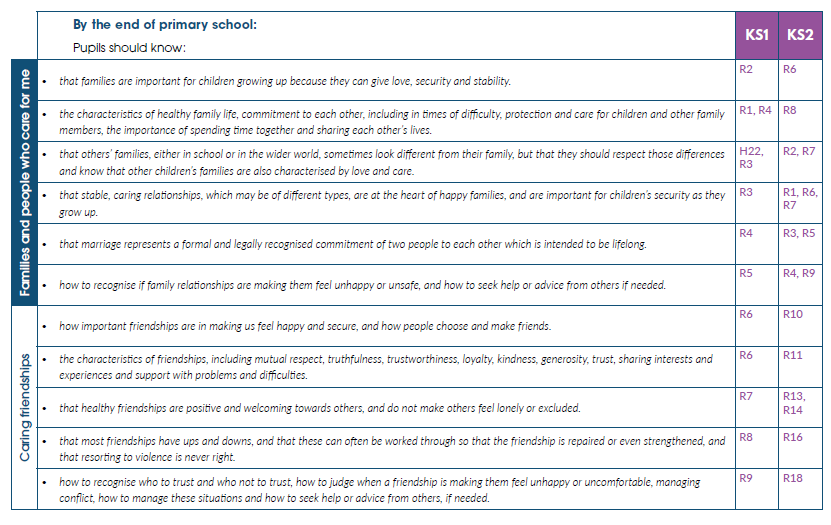 By the end of primary school:
Pupils should know:
KS1 KS2
Families and people who care for me
• that families are important for children growing up because they can give love, security and stability.
R2 R6
• the characteristics of healthy family life, commitment to each other, including in times of difficulty, protection and care for children and other family
members, the importance of spending time together and sharing each other's lives.
R1, R4 R8
• that others' families, either in school or in the wider world, sometimes look different from their family, but that they should respect those differences
and know that other children's families are also characterised by love and care.
H22,
R3
R2, R7
• that stable, caring relationships, which may be of different types, are at the heart of happy families, and are important for children's security as they
grow up.
R3 R1, R6,
R7
• that marriage represents a formal and legally recognised commitment of two people to each other which is intended to be lifelong.
R4 R3, R5
• how to recognise if family relationships are making them feel unhappy or unsafe, and how to seek help or advice from others if needed.
R5 R4, R9
Caring friendships
• how important friendships are in making us feel happy and secure, and how people choose and make friends.
R6 R10
• the characteristics of friendships, including mutual respect, truthfulness, trustworthiness, loyalty, kindness, generosity, trust, sharing interests and
experiences and support with problems and difficulties.
R6 R11
• that healthy friendships are positive and welcoming towards others, and do not make others feel lonely or excluded.
R7 R13,
R14
• that most friendships have ups and downs, and that these can often be worked through so that the friendship is repaired or even strengthened, and
that resorting to violence is never right.
R8 R16
• how to recognise who to trust and who not to trust, how to judge when a friendship is making them feel unhappy or uncomfortable, managing
conflict, how to manage these situations and how to seek help or advice from others, if needed.
R9 R18